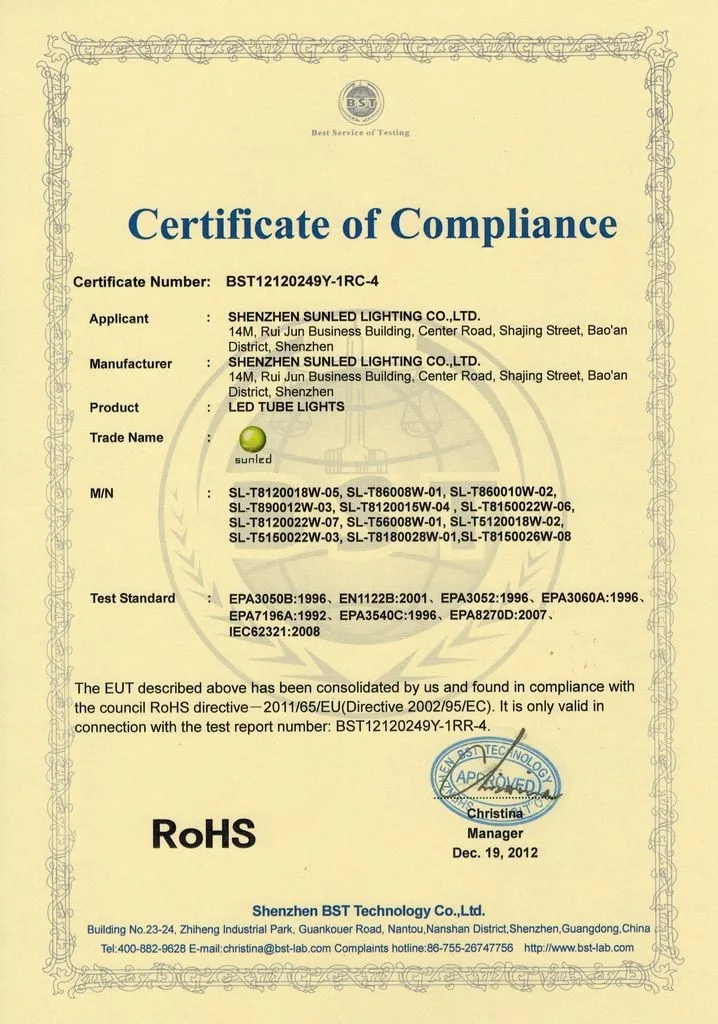 BST
Best Service of Testing
Certificate of Compliance
Certificate Number: BST12120249Y-1RC-4
Applicant : SHENZHEN SUNLED LIGHTING CO.,LTD.
14M, Rui Jun Business Building, Center Road, Shajing Street, Bao'an
District, Shenzhen
Manufacturer : SHENZHEN SUNLED LIGHTING CO.,LTD.
14M, Rui Jun Business Building, Center Road, Shajing Street, Bao'an
District, Shenzhen
Product : LED TUBE LIGHTS
Trade Name :
sunled
M/N : SL-T8120018W-05, SL-T86008W-01, SL-T860010W-02,
SL-T890012W-03, SL-T8120015W-04 , SL-T8150022W-06,
SL-T8120022W-07, SL-T56008W-01, SL-T5120018W-02,
SL-T5150022W-03, SL-T8180028W-01,SL-T8150026W-08
BST
Test Standard : EPA3050B:1996、EN1122B:2001、EPA3052:1996、EPA3060A:1996、
EPA7196A:1992、EPA3540C:1996、EPA8270D:2007、
IEC62321:2008
The EUT described above has been consolidated by us and found in compliance with
the council RoHS directive－2011/65/EU(Directive 2002/95/EC). It is only valid in
connection with the test report number: BST12120249Y-1RR-4.
BST TECHNOLOGY
APPROVED
Christina
Manager
Dec. 19, 2012
RoHS
Shenzhen BST Technology Co.,Ltd.
Building No.23-24, Zhiheng Industrial Park, Guankouer Road, Nantou,Nanshan District,Shenzhen,Guangdong,China
Tel:400-882-9628 E-mail:christina@bst-lab.com Complaints hotline:86-755-26747756 http://www.bst-lab.com